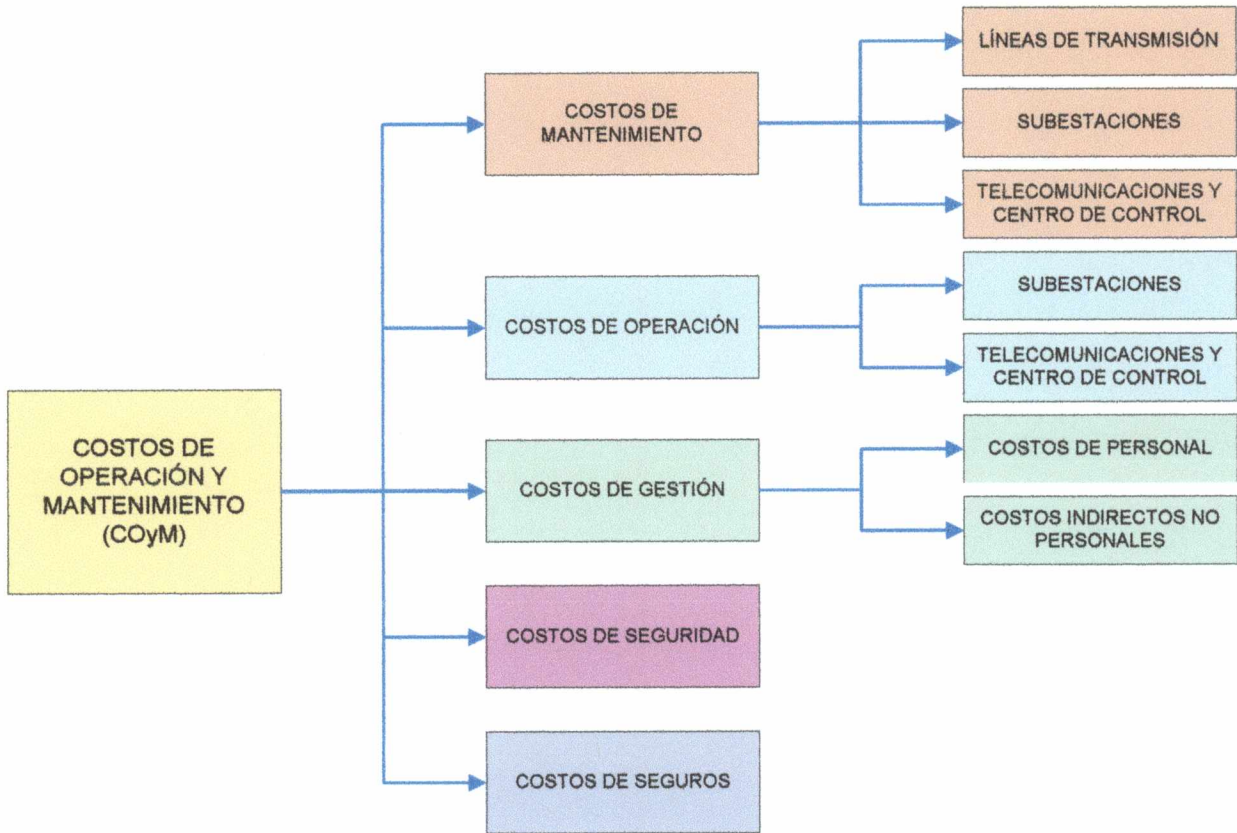 COSTOS DE
OPERACIÓN Y
MANTENIMIENTO
(COyM)
COSTOS DE
MANTENIMIENTO
LÍNEAS DE TRANSMISIÓN
SUBESTACIONES
TELECOMUNICACIONES Y
CENTRO DE CONTROL
COSTOS DE OPERACIÓN
SUBESTACIONES
TELECOMUNICACIONES Y
CENTRO DE CONTROL
COSTOS DE GESTIÓN
COSTOS DE PERSONAL
COSTOS INDIRECTOS NO
PERSONALES
COSTOS DE SEGURIDAD
COSTOS DE SEGUROS